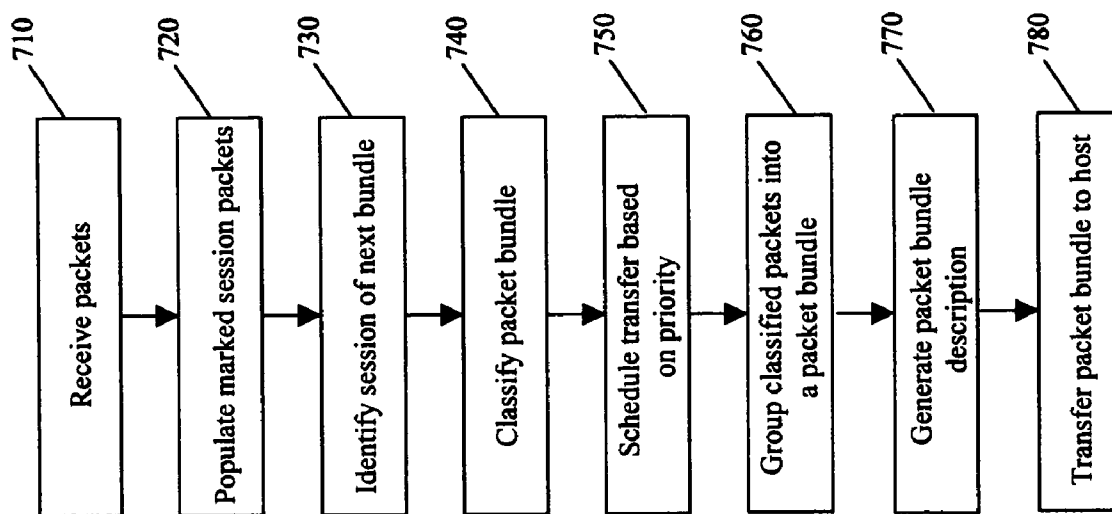 710
Receive packets
720
Populate marked session packets
730
Identify session of next bundle
740
Classify packet bundle
750
Schedule transfer based
on priority
760
Group classified packets into
a packet bundle
770
Generate packet bundle
description
780
Transfer packet bundle to host